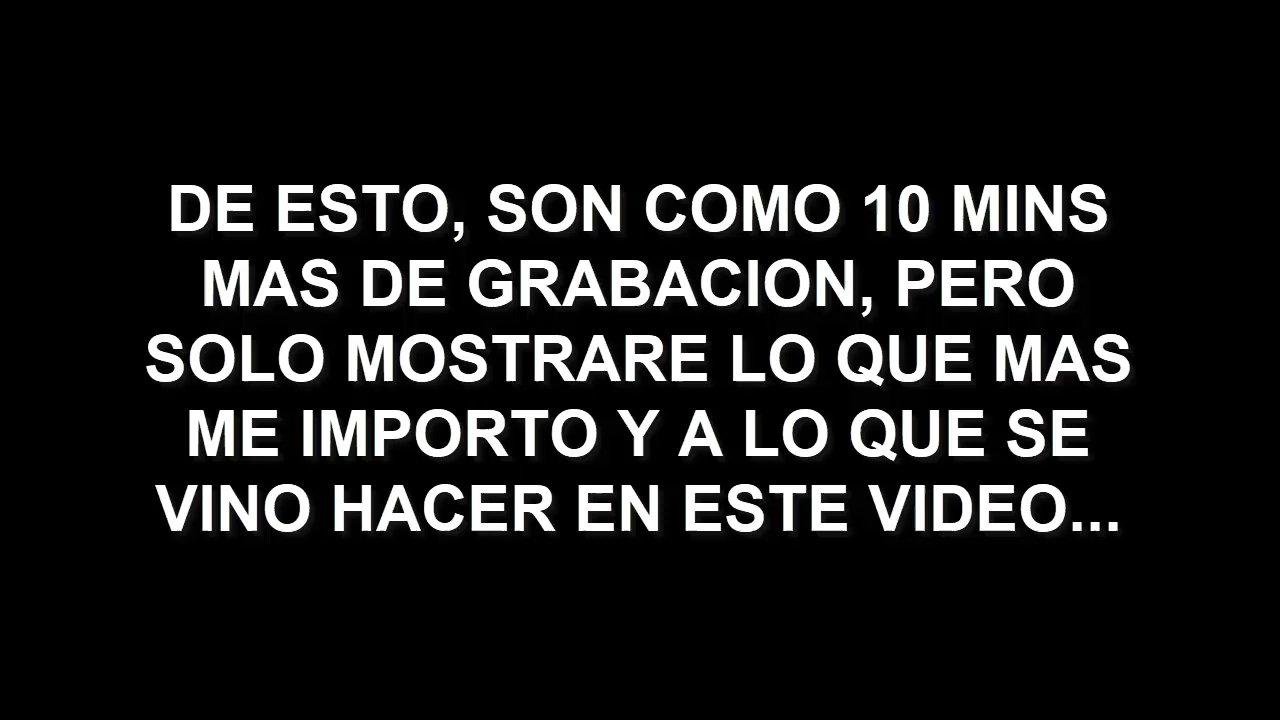 DE ESTO, SON COMO 10 MINS
MAS DE GRABACION, PERO
SOLO MOSTRARE LO QUE MAS
ME IMPORTO Y A LO QUE SE
VINO HACER EN ESTE VIDEO...